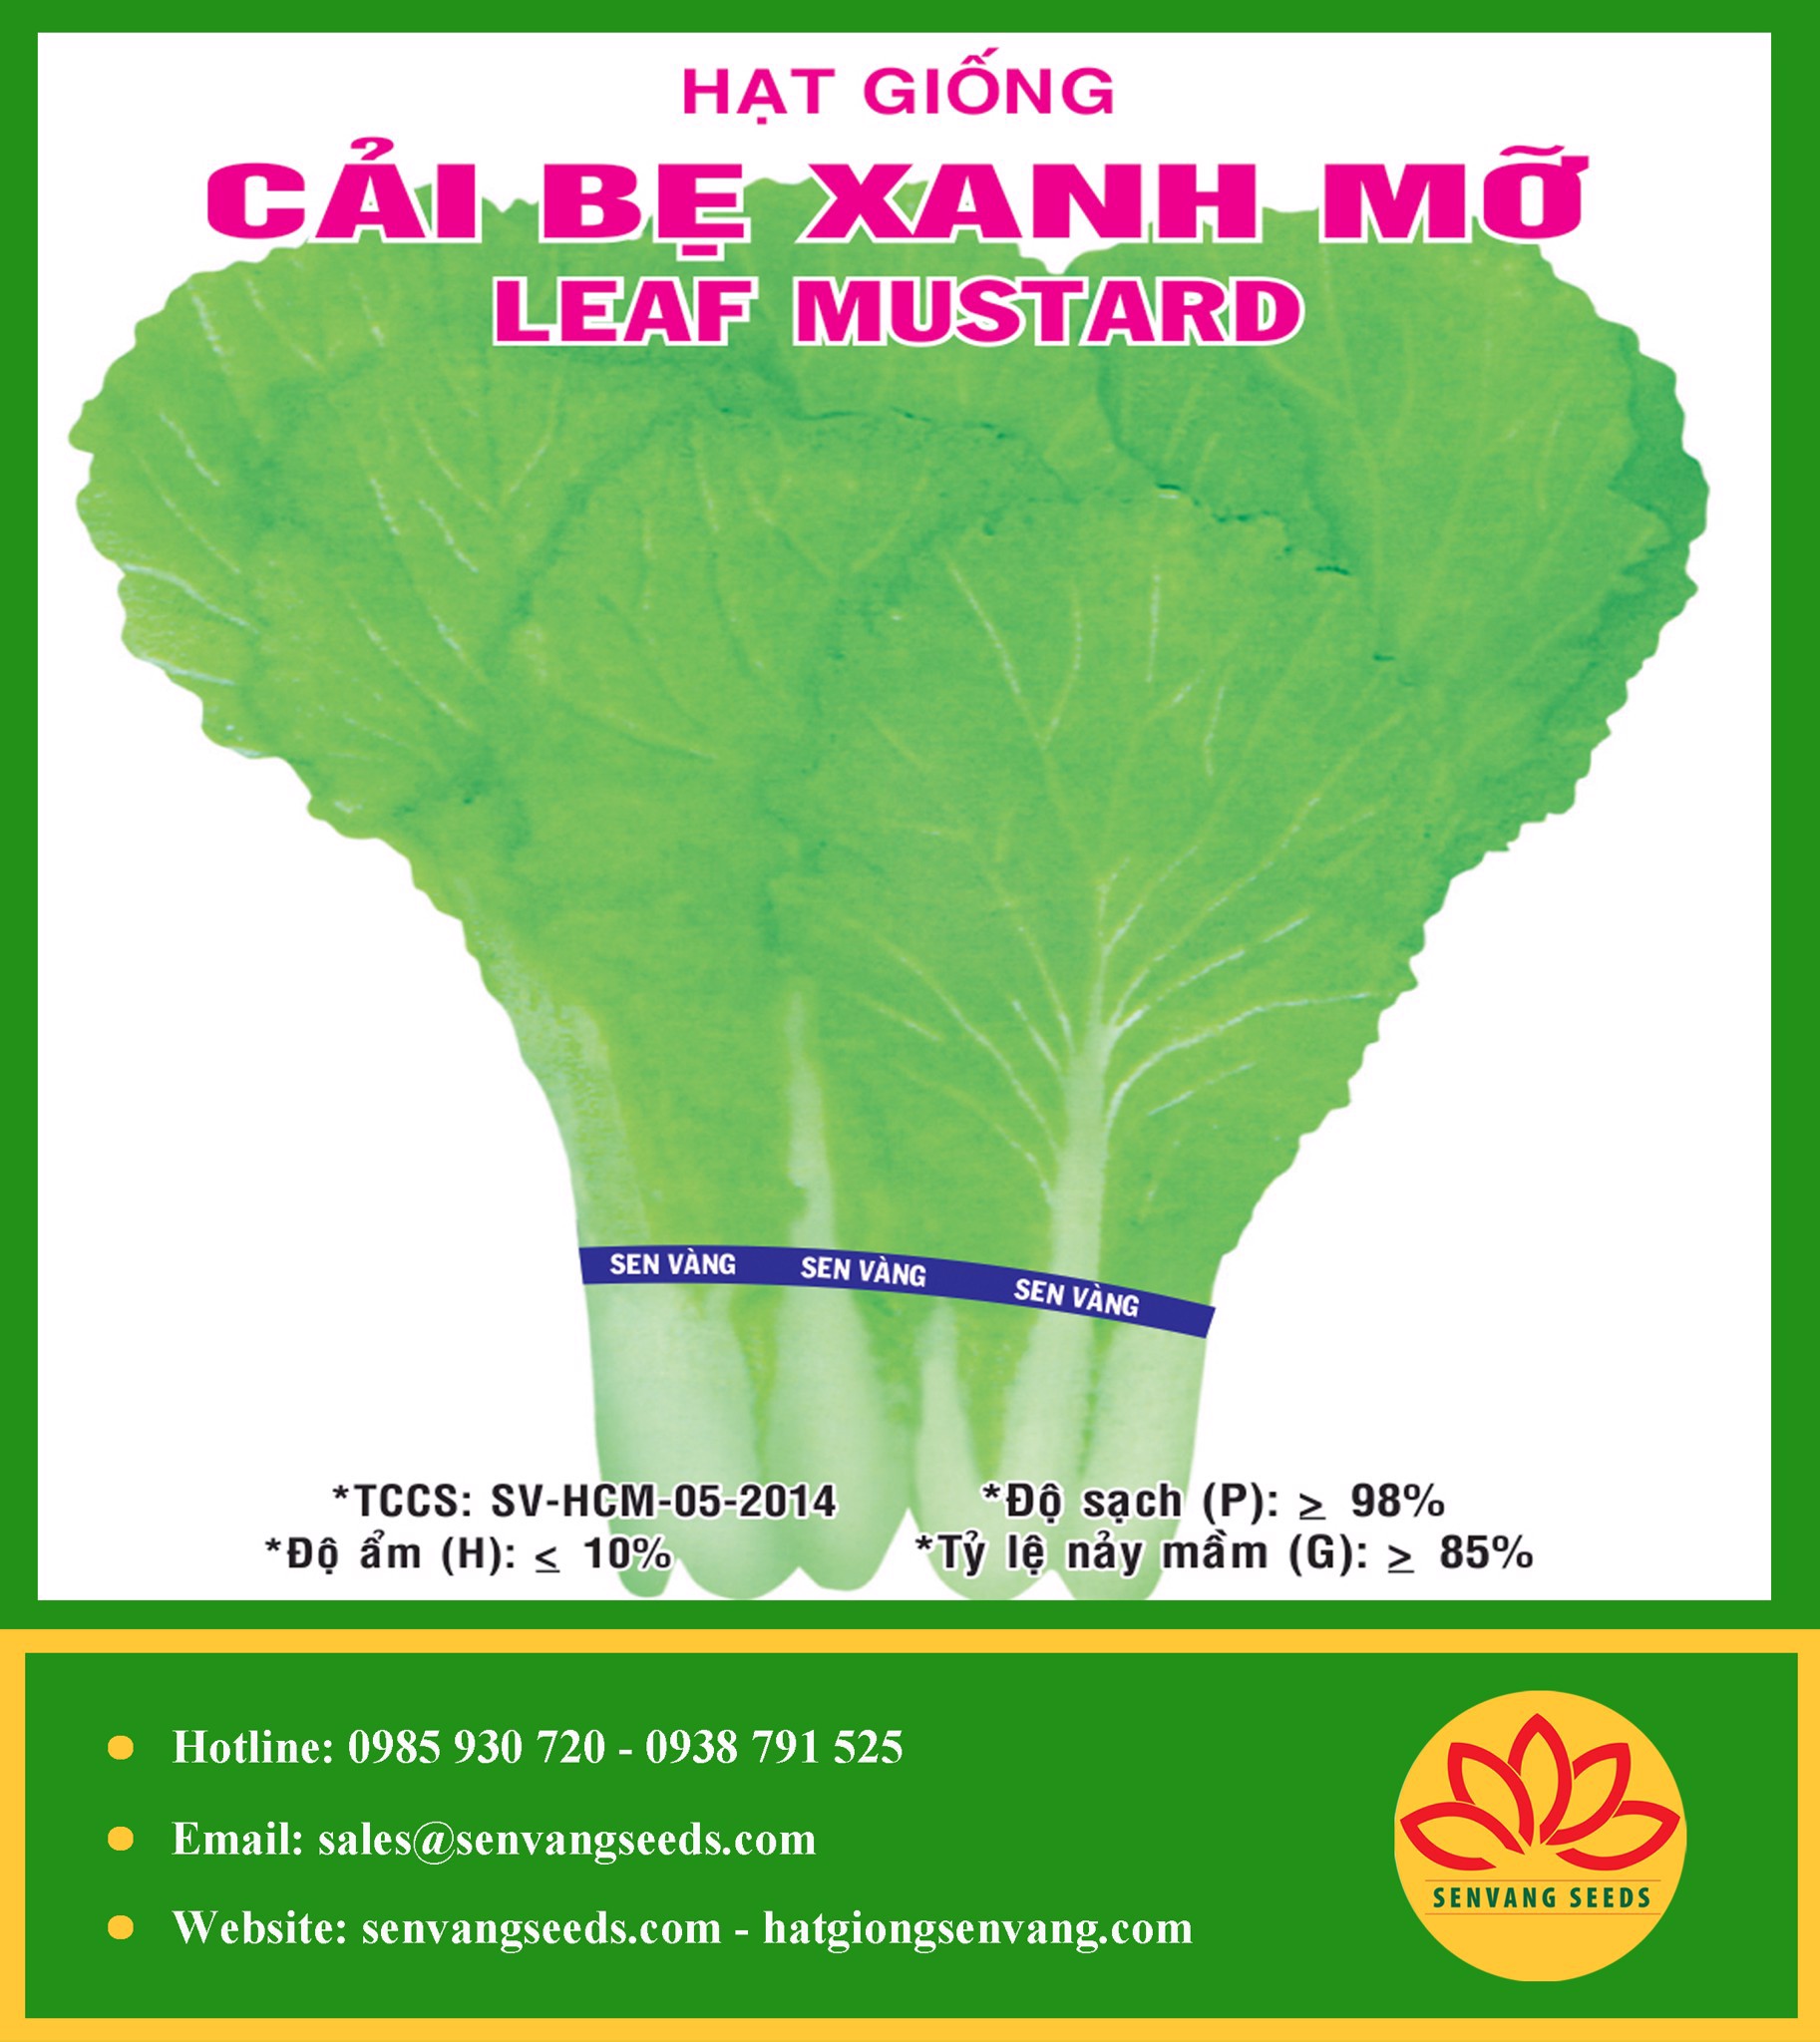 HẠT GIỐNG
CẢI BẸ XANH MỠ
LEAF MUSTARD
SEN VÀNG SEN VÀNG SEN VÀNG
*TCCS: SV-HCM-05-2014 *Độ sạch (P): ≥ 98%
*Độ ẩm (H): ≤ 10% *Tỷ lệ nảy mầm (G): ≥ 85%
Hotline: 0985 930 720 - 0938 791 525
Email: sales@senvangseeds.com
Website: senvangseeds.com - hatgiongsenvang.com
SENVANG SEEDS